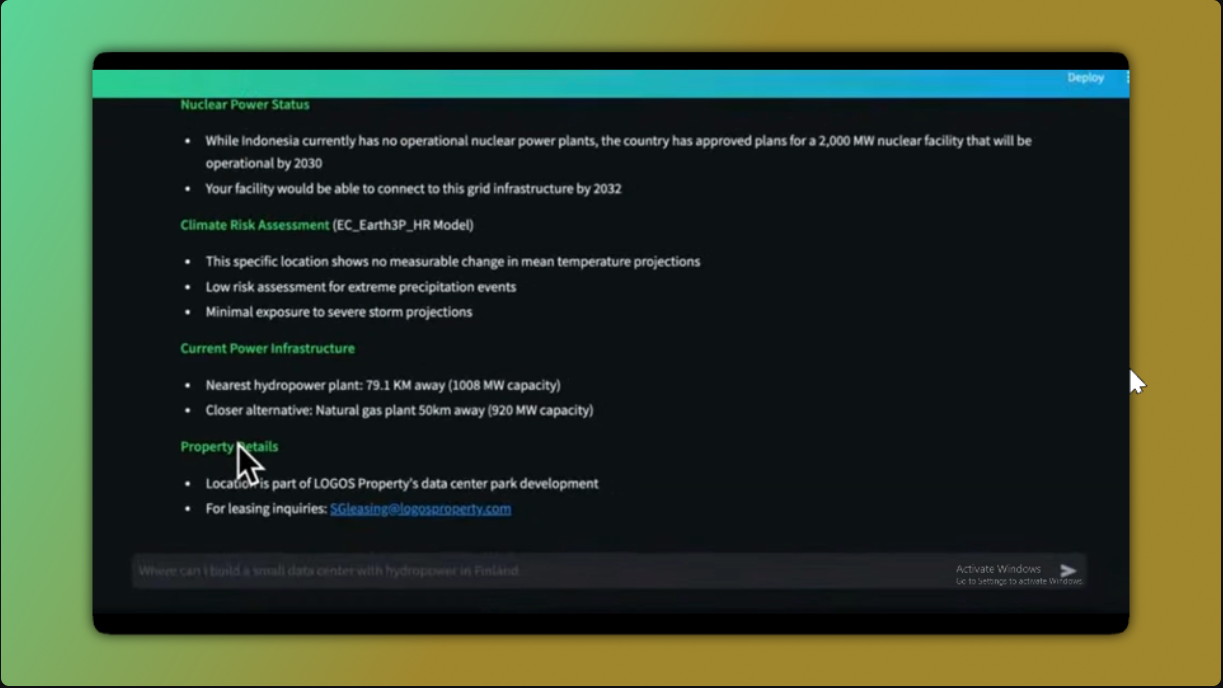 Deploy
Nuclear Power Status
• While Indonesia currently has no operational nuclear power plants, the country has approved plans for a 2,000 MW nuclear facility that will be
operational by 2030
• Your facility would be able to connect to this grid infrastructure by 2032
Climate Risk Assessment (EC_Earth3P_HR Model)
• This specific location shows no measurable change in mean temperature projections
• Low risk assessment for extreme precipitation events
• Minimal exposure to severe storm projections
Current Power Infrastructure
• Nearest hydropower plant: 79.1 KM away (1008 MW capacity)
• Closer alternative: Natural gas plant 50km away (920 MW capacity)
Property Details
• Location is part of LOGOS Property's data center park development
• For leasing inquiries: SGleasing@logosproperty.com
Where can I build a small data center with hydropower in Finland
Activate Windows
Go to Settings to activate Windows.